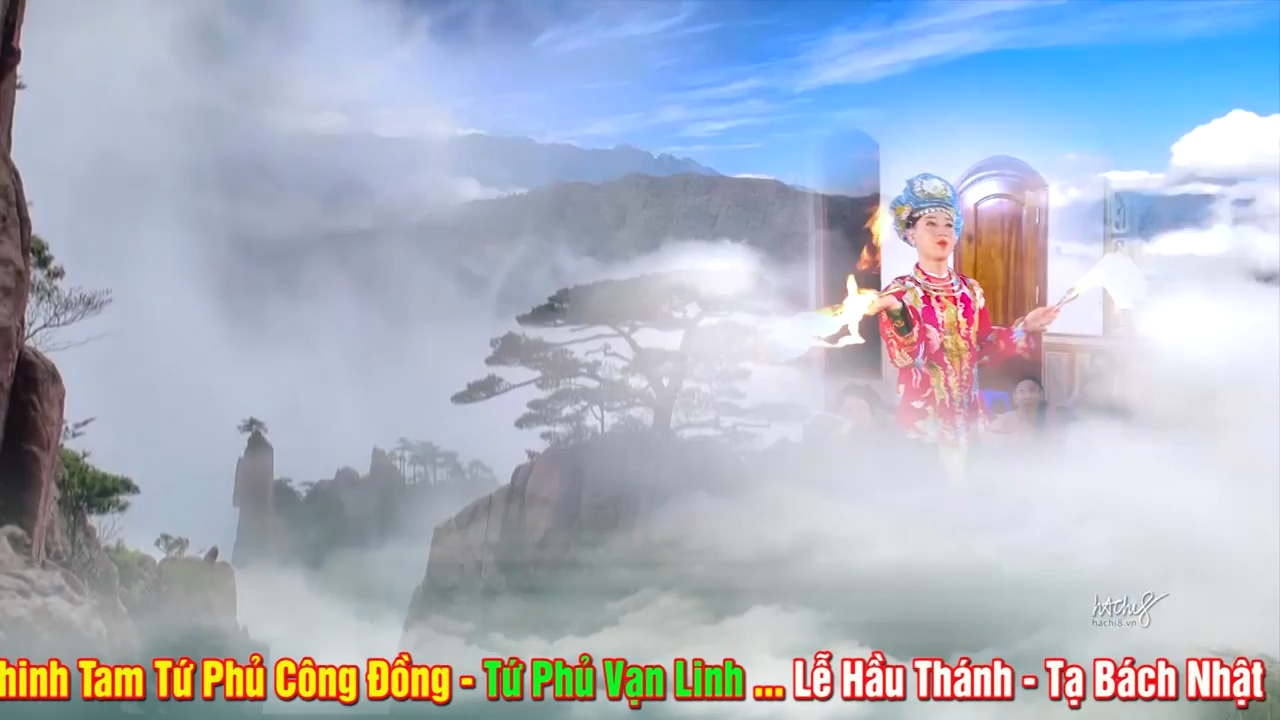 hAchi8
hachi8.vn
hinh Tam Tứ Phủ Công Đồng - Tứ Phủ Vạn Linh ... Lễ Hầu Thánh - Tạ Bách Nhật